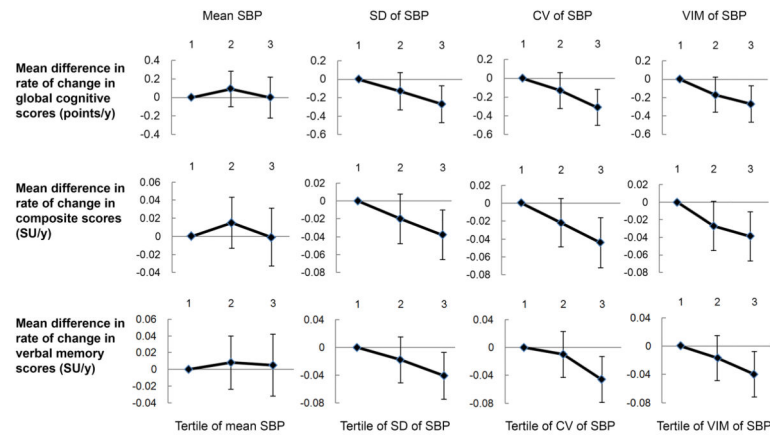 Mean SBP
SD of SBP
CV of SBP
VIM of SBP
Mean difference in
rate of change in
global cognitive
scores (points/y)
1 2 3
0.4
0.2
0
-0.2
-0.4
1 2 3
0.2
0
-0.2
-0.4
-0.6
1 2 3
0.2
0
-0.2
-0.4
-0.6
1 2 3
0.2
0
-0.2
-0.4
-0.6
Mean difference in
rate of change in
composite scores
(SU/y)
1 2 3
0.06
0.04
0.02
0
-0.02
-0.04
1 2 3
0.02
0
-0.02
-0.04
-0.06
-0.08
1 2 3
0.02
0
-0.02
-0.04
-0.06
-0.08
1 2 3
0.02
0
-0.02
-0.04
-0.06
-0.08
Mean difference in
rate of change in
verbal memory
scores (SU/y)
1 2 3
0.06
0.04
0.02
0
-0.02
-0.04
1 2 3
0.04
0
-0.04
-0.08
1 2 3
0.04
0
-0.04
-0.08
1 2 3
0.04
0
-0.04
-0.08
Tertile of mean SBP
Tertile of SD of SBP
Tertile of CV of SBP
Tertile of VIM of SBP